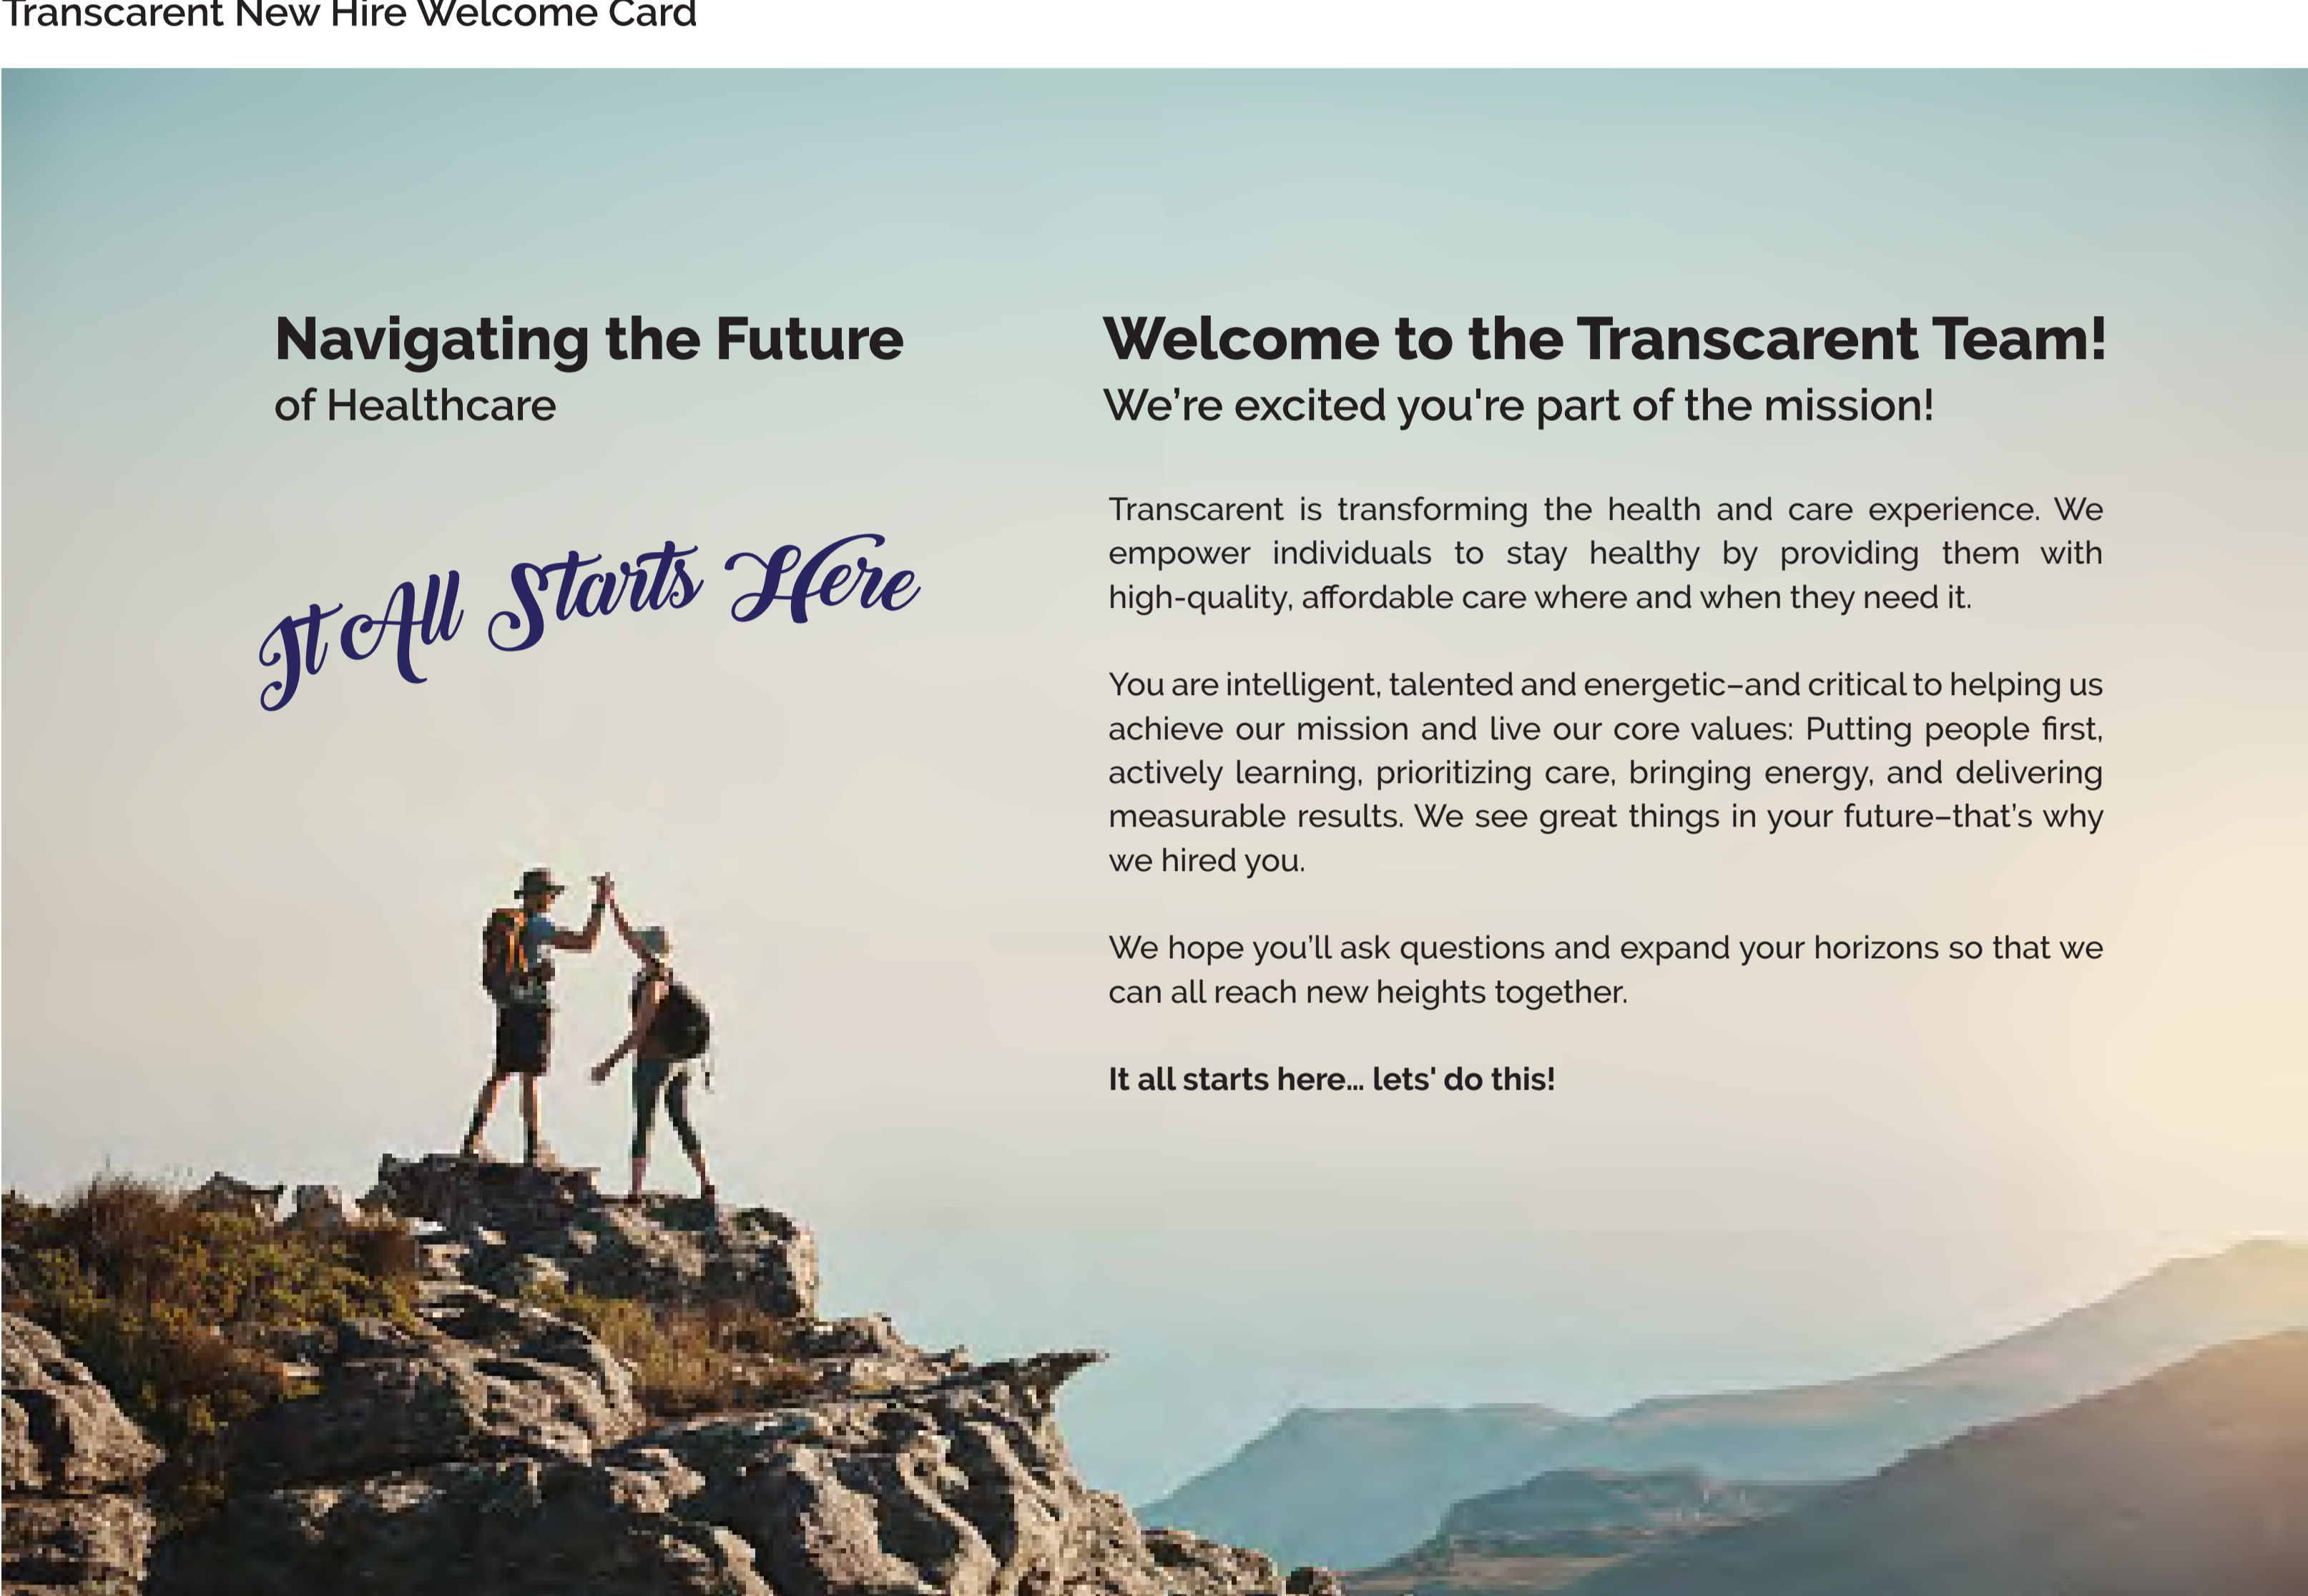 Transcarent New Hire Welcome Card
Navigating the Future
of Healthcare
It All Starts Here
Welcome to the Transcarent Team!
We’re excited you're part of the mission!
Transcarent is transforming the health and care experience. We
empower individuals to stay healthy by providing them with
high-quality, affordable care where and when they need it.
You are intelligent, talented and energetic–and critical to helping us
achieve our mission and live our core values: Putting people first,
actively learning, prioritizing care, bringing energy, and delivering
measurable results. We see great things in your future–that’s why
we hired you.
We hope you’ll ask questions and expand your horizons so that we
can all reach new heights together.
It all starts here... lets' do this!